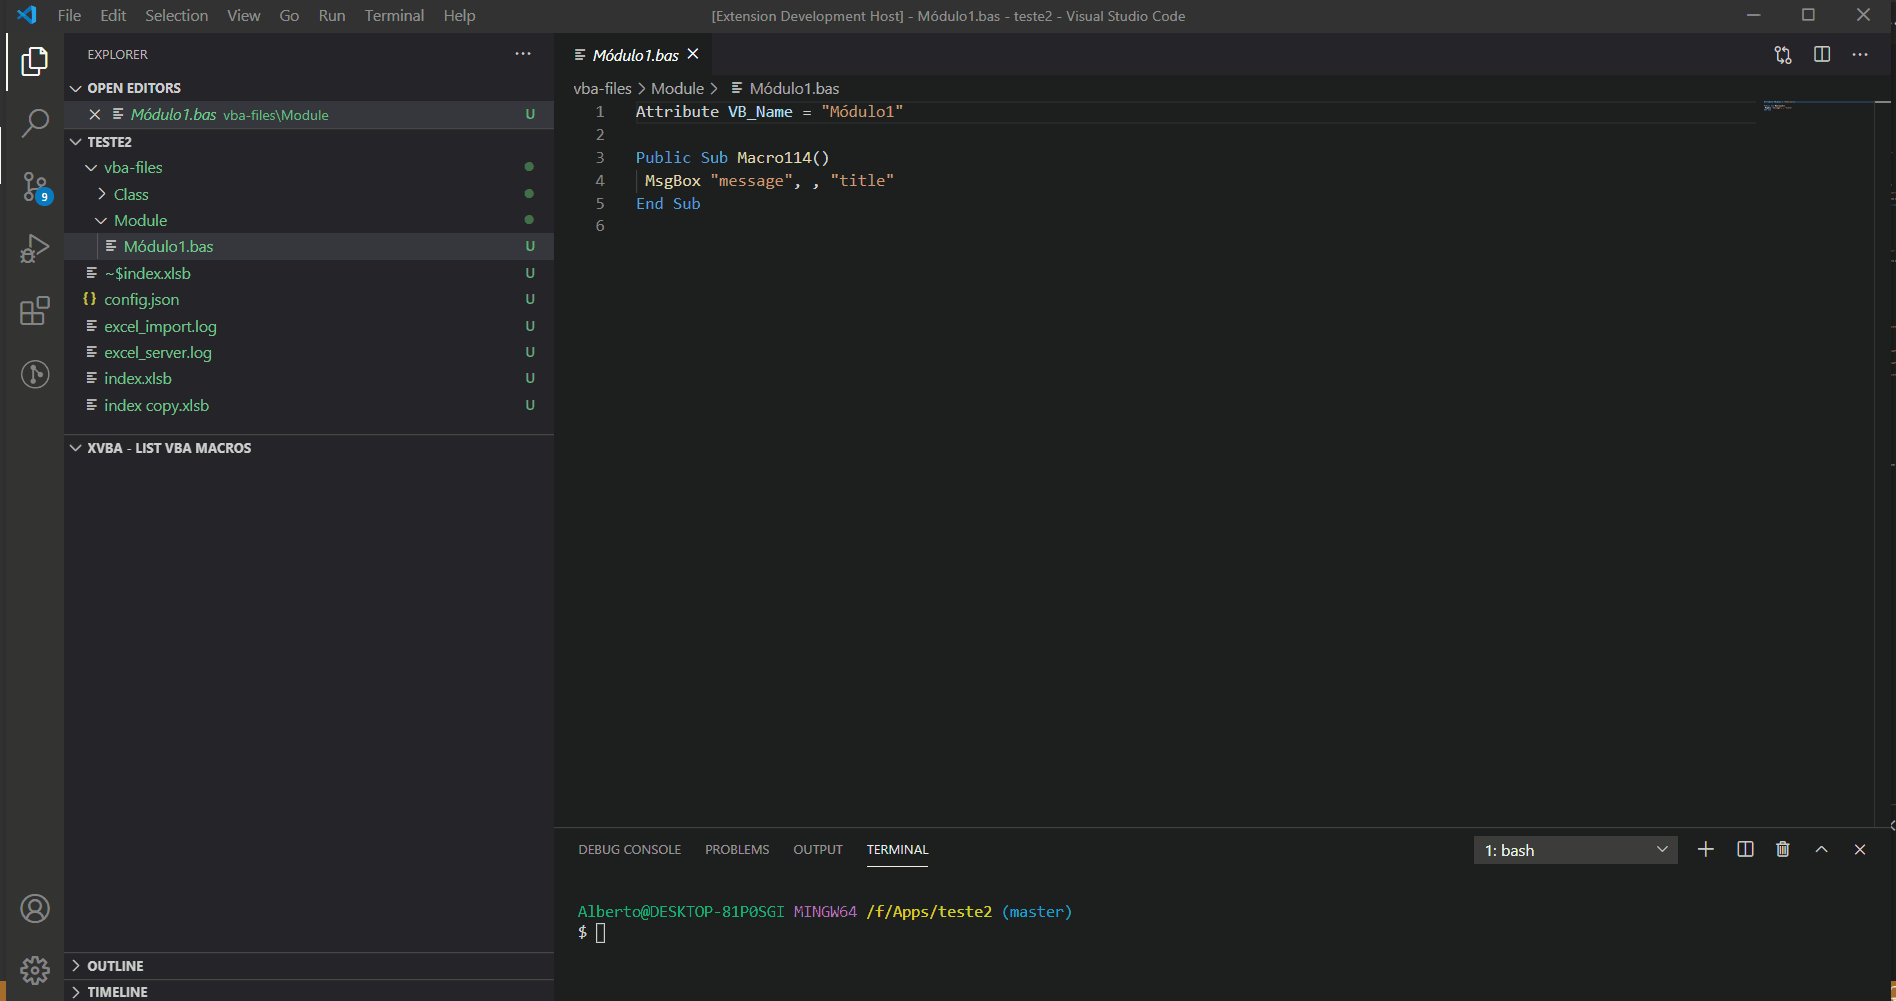 File Edit Selection View Go Run Terminal Help
[Extension Development Host] - Módulo1.bas - teste2 - Visual Studio Code
EXPLORER
OPEN EDITORS
Módulo1.bas vba-files\Module U
TESTE2
vba-files
Class
Module
Módulo1.bas U
~$index.xlsb U
{} config.json U
excel_import.log U
excel_server.log U
index.xlsb U
index copy.xlsb U
XVBA - LIST VBA MACROS
OUTLINE
TIMELINE
9
Módulo1.bas
vba-files > Module > Módulo1.bas
1 Attribute VB_Name = "Módulo1"
2
3 Public Sub Macro114()
4 MsgBox "message", , "title"
5 End Sub
6
DEBUG CONSOLE PROBLEMS OUTPUT TERMINAL
1: bash
Alberto@DESKTOP-81P0SGI MINGW64 /f/Apps/teste2 (master)
$